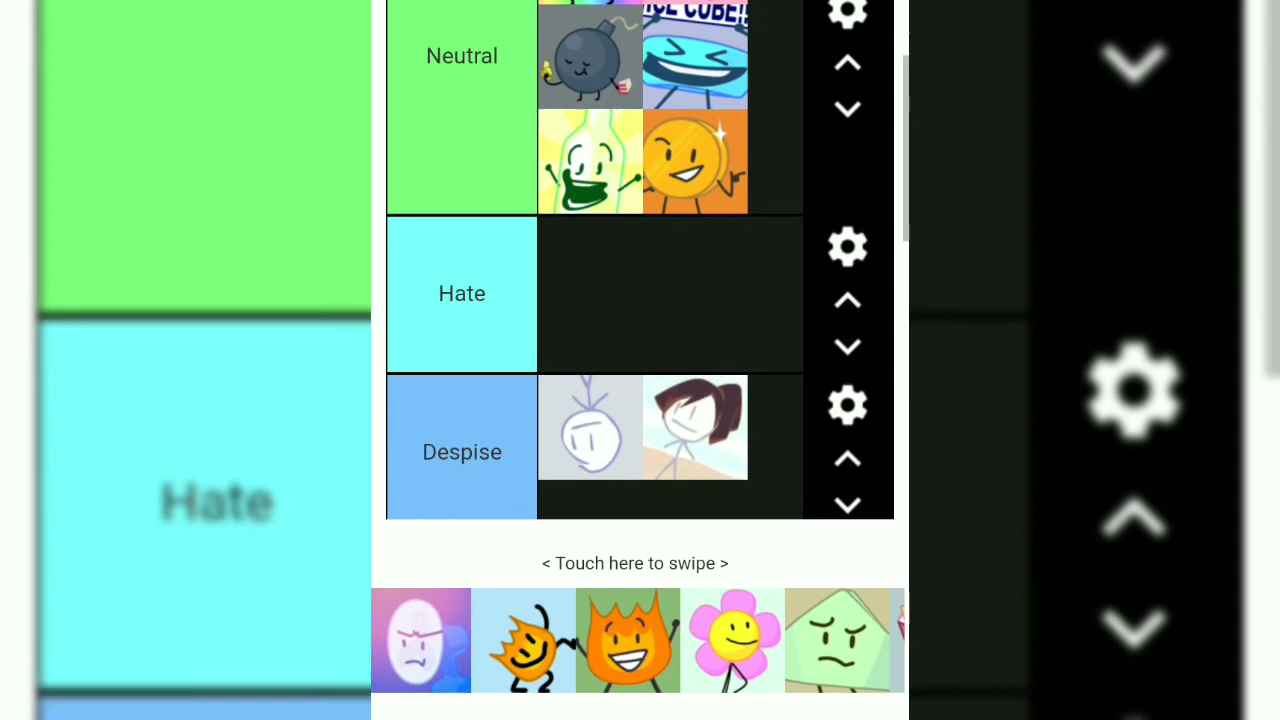 ICE CUBE!!
Neutral
Hate
Hate
Despise
< Touch here to swipe >